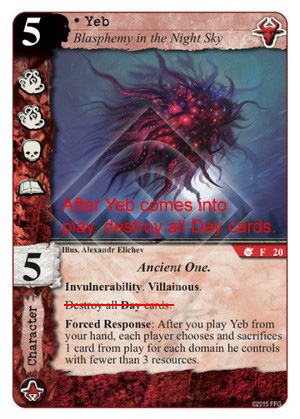 5
• Yeb
Blasphemy in the Night Sky
After Yeb comes into
play, destroy all Day cards.
Illus. Alexandr Elichev
F 20
5
Ancient One.
Invulnerability. Villainous.
Destroy all Day cards.
Forced Response: After you play Yeb from
your hand, each player chooses and sacrifices
1 card from play for each domain he controls
with fewer than 3 resources.
Character
©2015 FFG